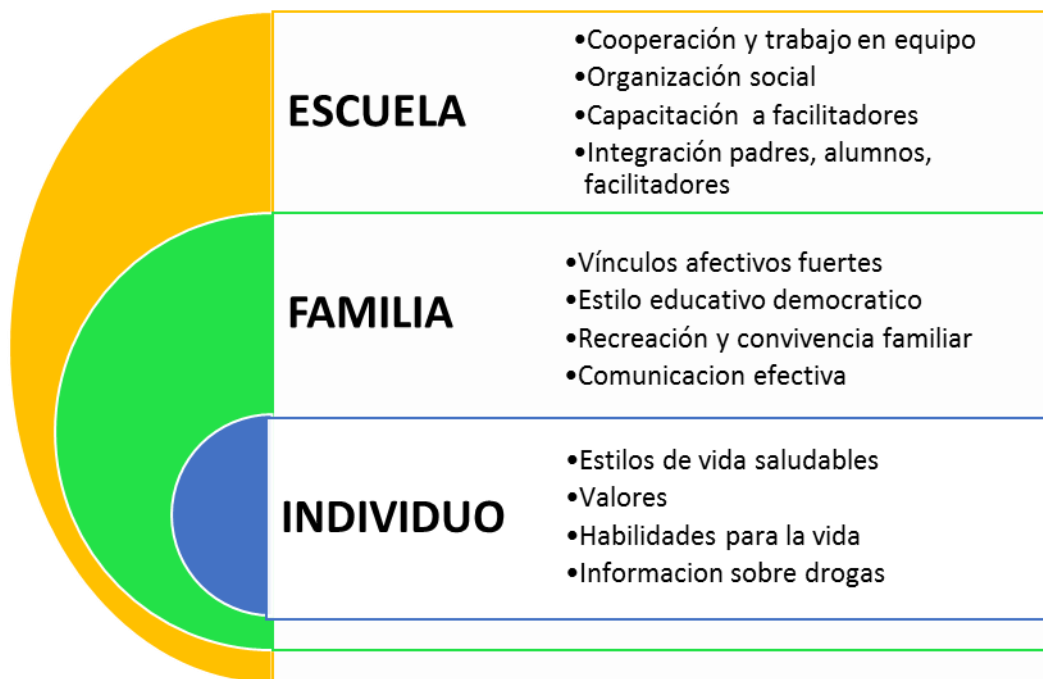 ESCUELA
•Cooperación y trabajo en equipo
•Organización social
•Capacitación a facilitadores
•Integración padres, alumnos,
facilitadores
FAMILIA
•Vínculos afectivos fuertes
•Estilo educativo democratico
•Recreación y convivencia familiar
•Comunicacion efectiva
INDIVIDUO
•Estilos de vida saludables
•Valores
•Habilidades para la vida
•Informacion sobre drogas